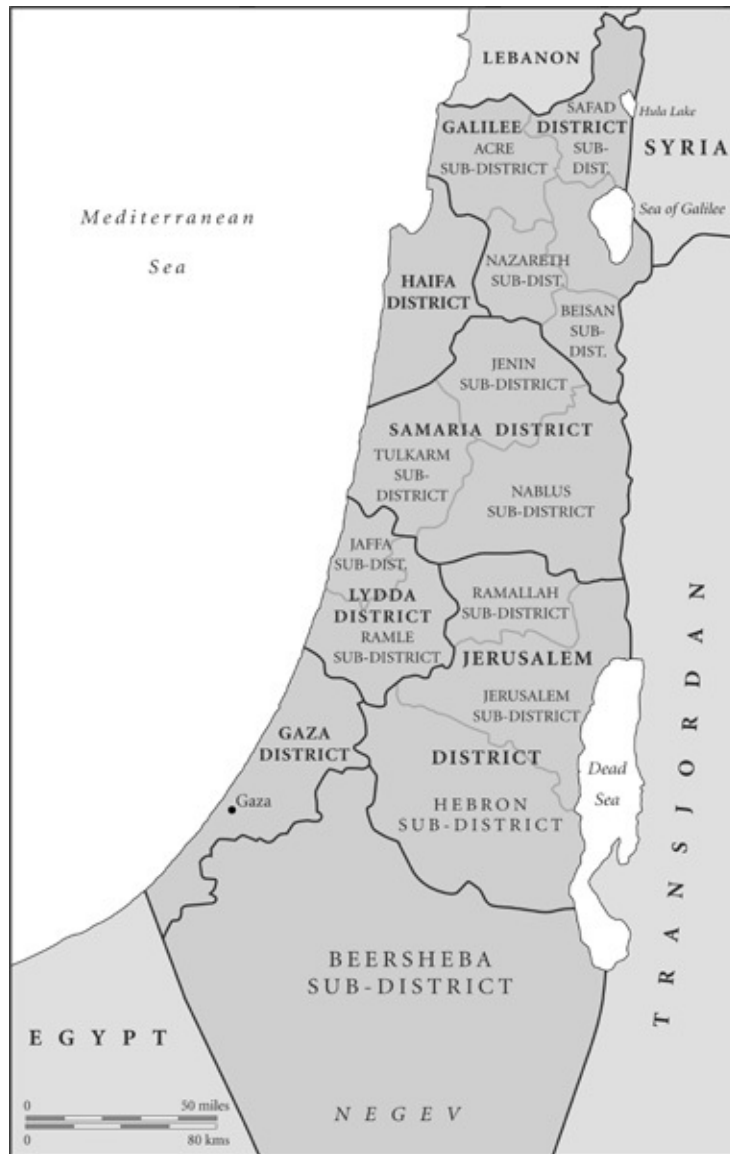 LEBANON
SAFAD
Hula Lake
GALILEE DISTRICT
ACRE
SUB-DISTRICT
SUB-
DIST.
SYRIA
Sea of Galilee
Mediterranean
Sea
NAZARETH
SUB-DIST.
HAIFA
DISTRICT
BEISAN
SUB-
DIST.
JENIN
SUB-DISTRICT
SAMARIA DISTRICT
TULKARM
SUB-
DISTRICT
NABLUS
SUB-DISTRICT
JAFFA
SUB-DIST.
LYDDA
DISTRICT
RAMLE
SUB-DISTRICT
RAMALLAH
SUB-DISTRICT
JERUSALEM
JERUSALEM
SUB-DISTRICT
DISTRICT
GAZA
DISTRICT
Gaza
HEBRON
SUB-DISTRICT
Dead
Sea
TRANSJORDAN
BEERSHEBA
SUB-DISTRICT
EGYPT
NEGEV
0 50 miles
0 80 kms